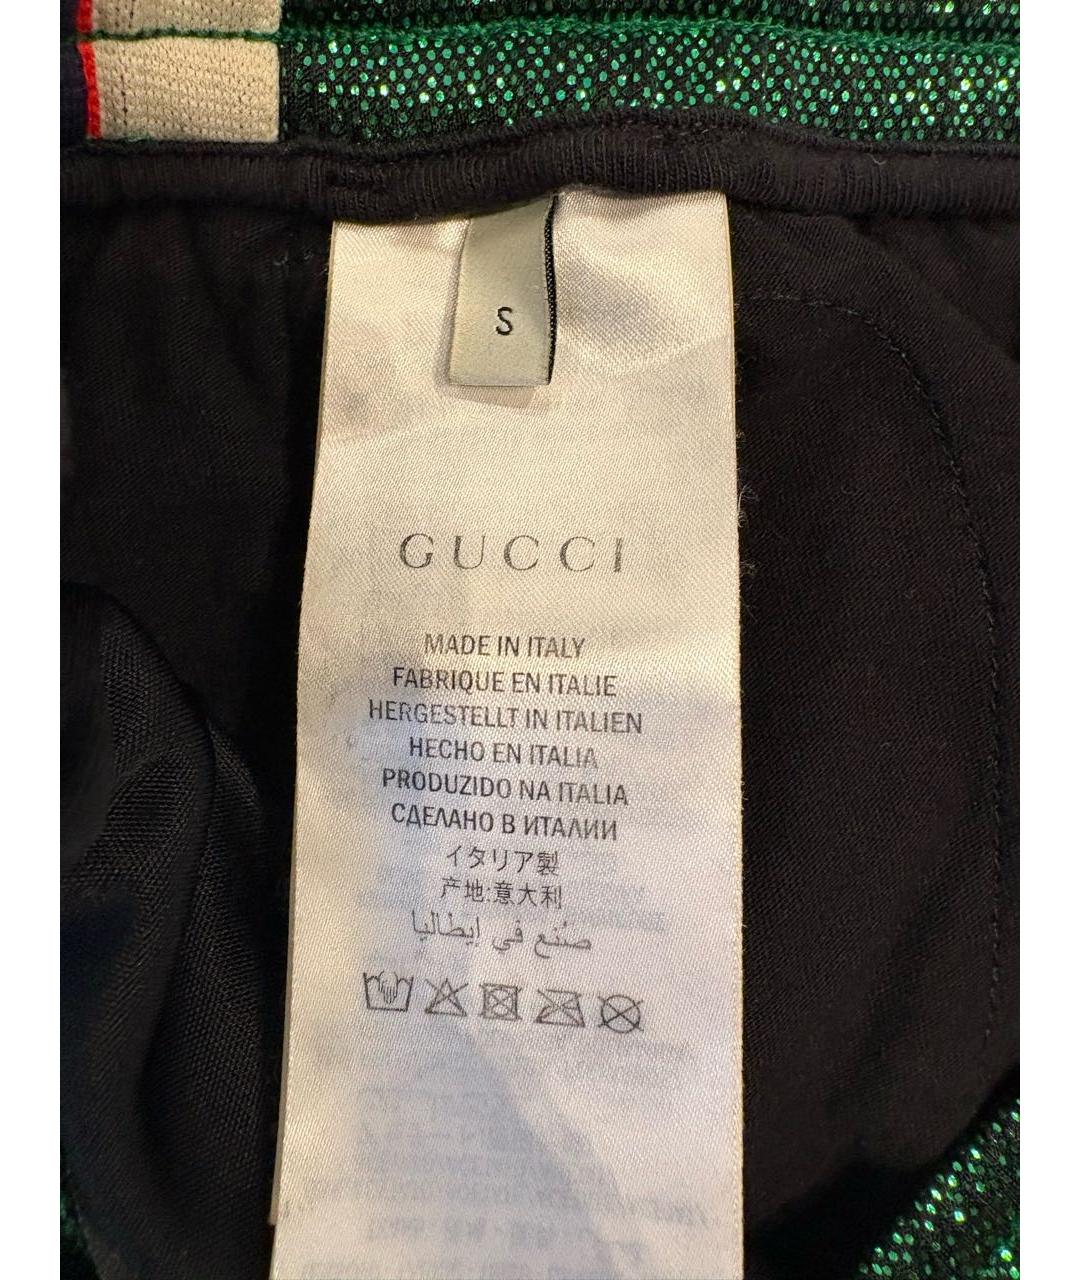 S
GUCCI
MADE IN ITALY
FABRIQUE EN ITALIE
HERGESTELLT IN ITALIEN
HECHO EN ITALIA
PRODUZIDO NA ITALIA
СДЕЛАНО В ИТАЛИИ
イタリア製
产地:意大利
صنع في إيطاليا